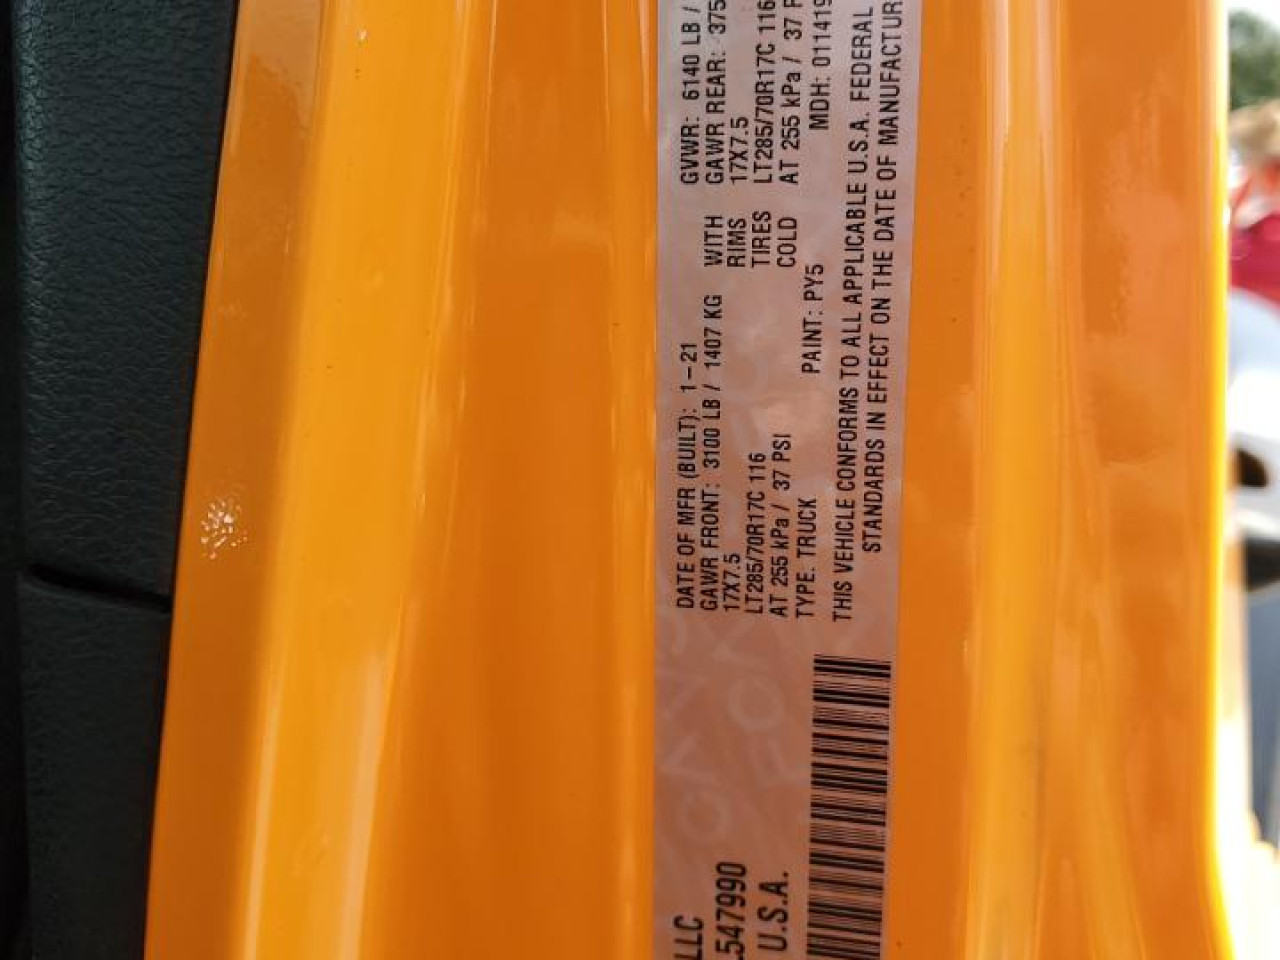 LLC
L547990
U.S.A.
DATE OF MFR (BUILT): 1-21 GVWR: 6140 LB /
GAWR FRONT: 3100 LB / 1407 KG WITH GAWR REAR: 375
17X7.5 RIMS 17X7.5
LT285/70R17C 116 TIRES LT285/70R17C 116
AT 255 kPa / 37 PSI COLD AT 255 kPa / 37 P
TYPE: TRUCK PAINT: PY5 MDH: 011419
THIS VEHICLE CONFORMS TO ALL APPLICABLE U.S.A. FEDERAL
STANDARDS IN EFFECT ON THE DATE OF MANUFACTUR